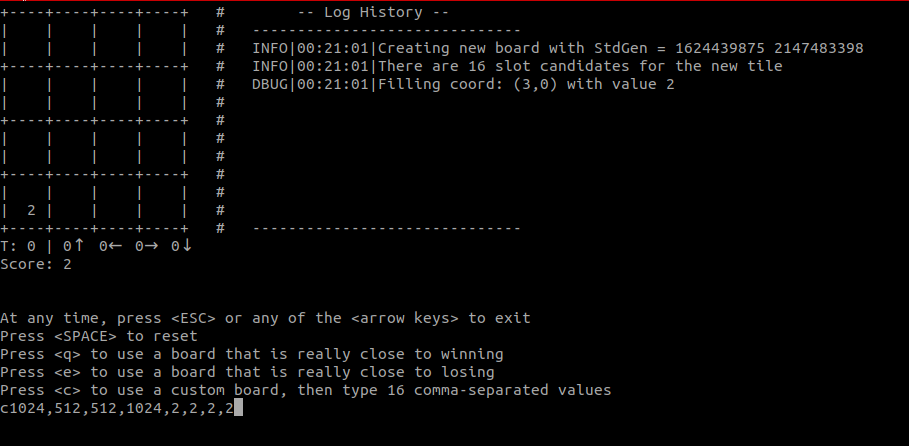 +----+----+----+----+   #        -- Log History --
|    |    |    |    |   #   ------------------------------
|    |    |    |    |   #   INFO|00:21:01|Creating new board with StdGen = 1624439875 2147483398
+----+----+----+----+   #   INFO|00:21:01|There are 16 slot candidates for the new tile
|    |    |    |    |   #   DBUG|00:21:01|Filling coord: (3,0) with value 2
|    |    |    |    |   #
+----+----+----+----+   #
|    |    |    |    |   #
|    |    |    |    |   #
+----+----+----+----+   #
|    |    |    |    |   #
|  2 |    |    |    |   #
+----+----+----+----+   #   ------------------------------
T: 0 | 0↑ 0← 0→ 0↓
Score: 2
At any time, press <ESC> or any of the <arrow keys> to exit
Press <SPACE> to reset
Press <q> to use a board that is really close to winning
Press <e> to use a board that is really close to losing
Press <c> to use a custom board, then type 16 comma-separated values
c1024,512,512,1024,2,2,2,2